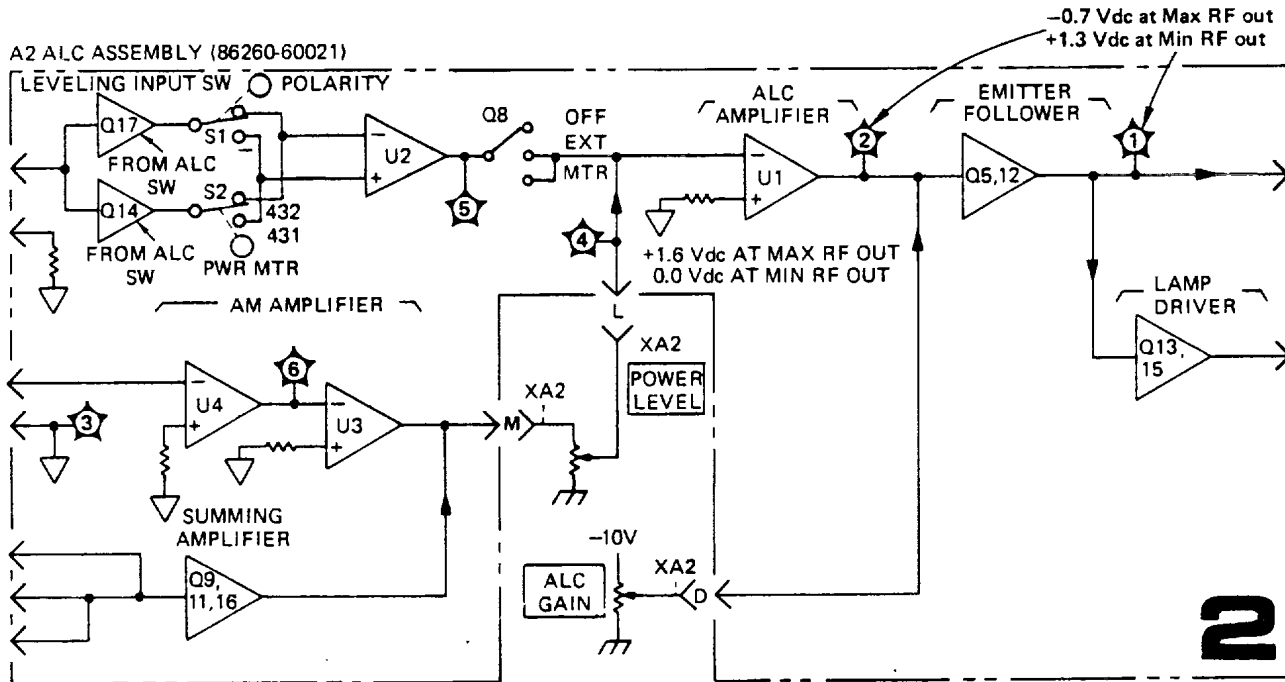 −0.7 Vdc at Max RF out
+1.3 Vdc at Min RF out
A2 ALC ASSEMBLY (86260-60021)
LEVELING INPUT SW
POLARITY
Q17
S1
−
FROM ALC
SW
S2
432
431
Q14
FROM ALC
SW
PWR MTR
−
+
U2
5
Q8
OFF
EXT
MTR
4
ALC
AMPLIFIER
−
+
U1
2
+1.6 Vdc AT MAX RF OUT
0.0 Vdc AT MIN RF OUT
EMITTER
FOLLOWER
Q5,12
1
LAMP
DRIVER
Q13,
15
AM AMPLIFIER
−
+
U4
6
−
+
U3
3
M
XA2
L
XA2
POWER
LEVEL
SUMMING
AMPLIFIER
Q9,
11,16
−10V
ALC
GAIN
XA2
D
2